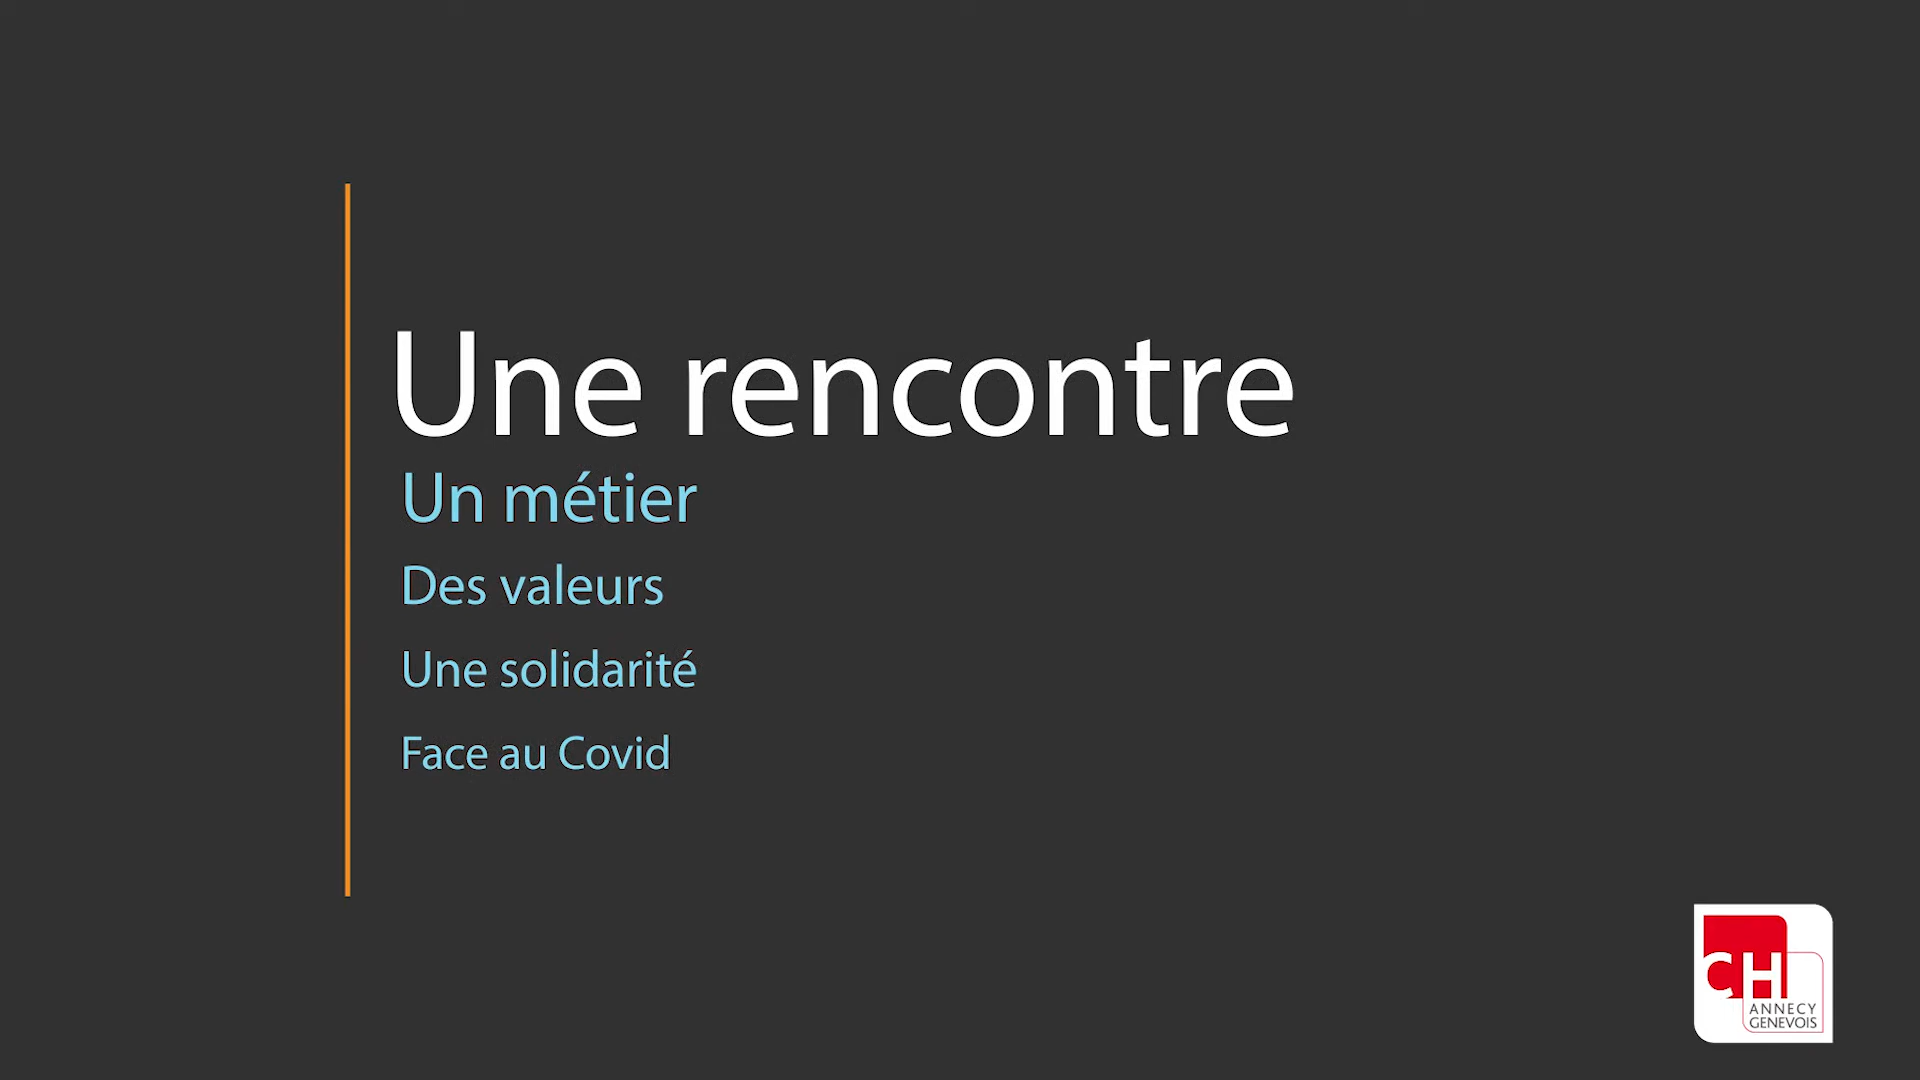 Une rencontre
Un métier
Des valeurs
Une solidarité
Face au Covid
CH
ANNECY
GENEVOIS